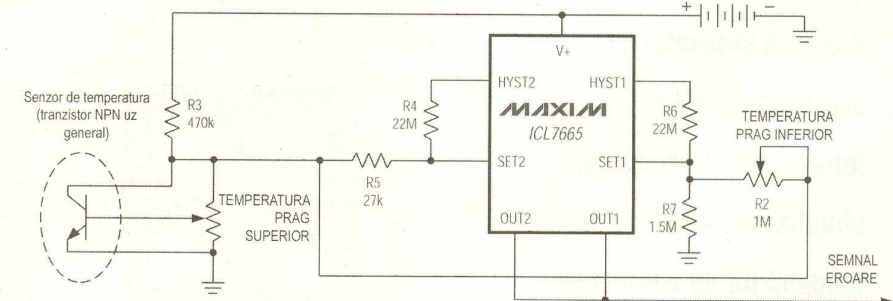 + −
V+
Senzor de temperatura
(tranzistor NPN uz
general)
R3
470k
R4
22M
HYST2
HYST1
MAXIM
ICL7665
R6
22M
TEMPERATURA
PRAG INFERIOR
SET2
SET1
R5
27k
TEMPERATURA
PRAG
SUPERIOR
OUT2
OUT1
R7
1.5M
R2
1M
SEMNAL
EROARE